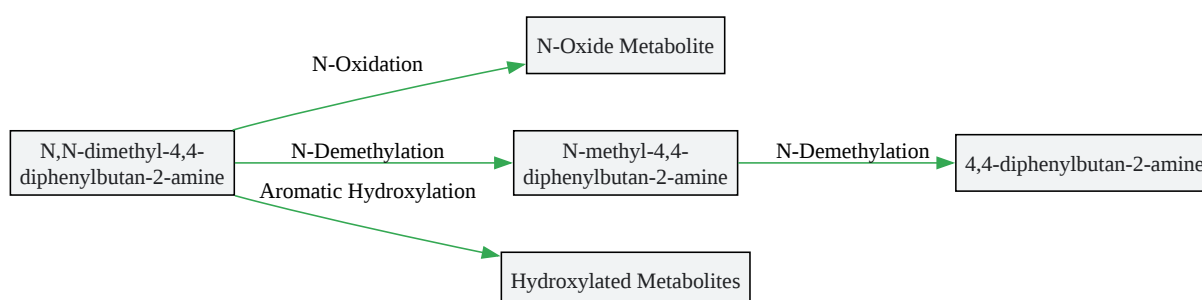 N-Oxide Metabolite
N-Oxidation
N,N-dimethyl-4,4-
diphenylbutan-2-amine
N-Demethylation
N-methyl-4,4-
diphenylbutan-2-amine
N-Demethylation
4,4-diphenylbutan-2-amine
Aromatic Hydroxylation
Hydroxylated Metabolites